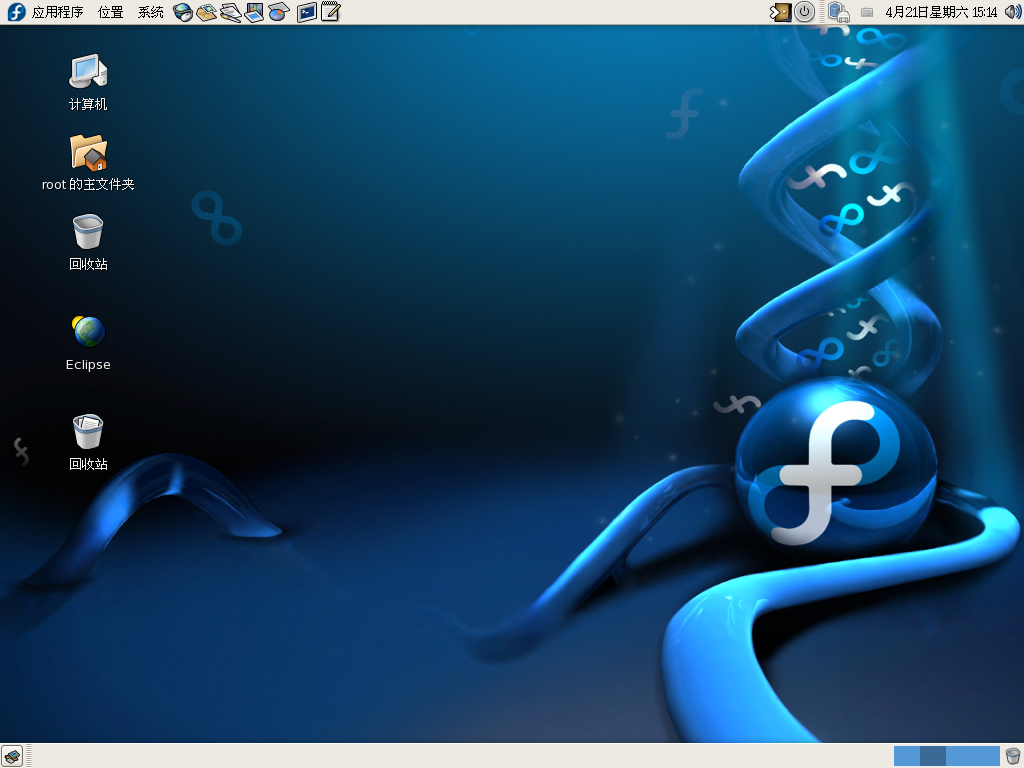 应用程序 位置 系统 4月21日星期六 15:14
计算机
root 的主文件夹
回收站
Eclipse
回收站